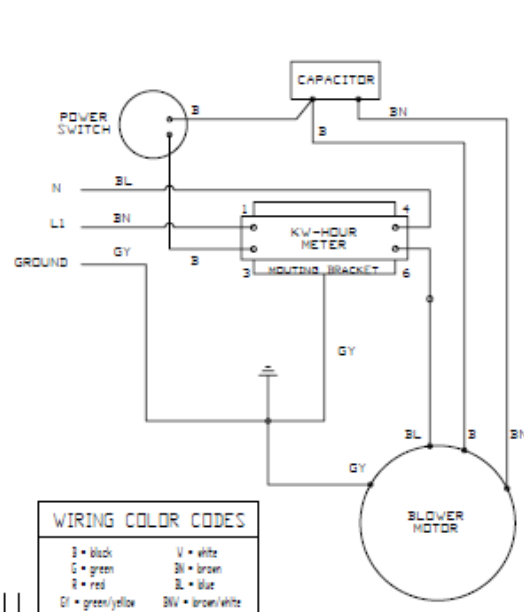 CAPACITOR
POWER
SWITCH
B
BN
B
N
BL
L1
BN
GROUND
GY
B
1
4
KW-HOUR
METER
3
MOUTING BRACKET
6
GY
BL
B
BN
GY
BLOWER
MOTOR
WIRING COLOR CODES
B = black
W = white
G = green
BN = brown
R = red
BL = blue
GY = green/yellow
BNW = brown/white